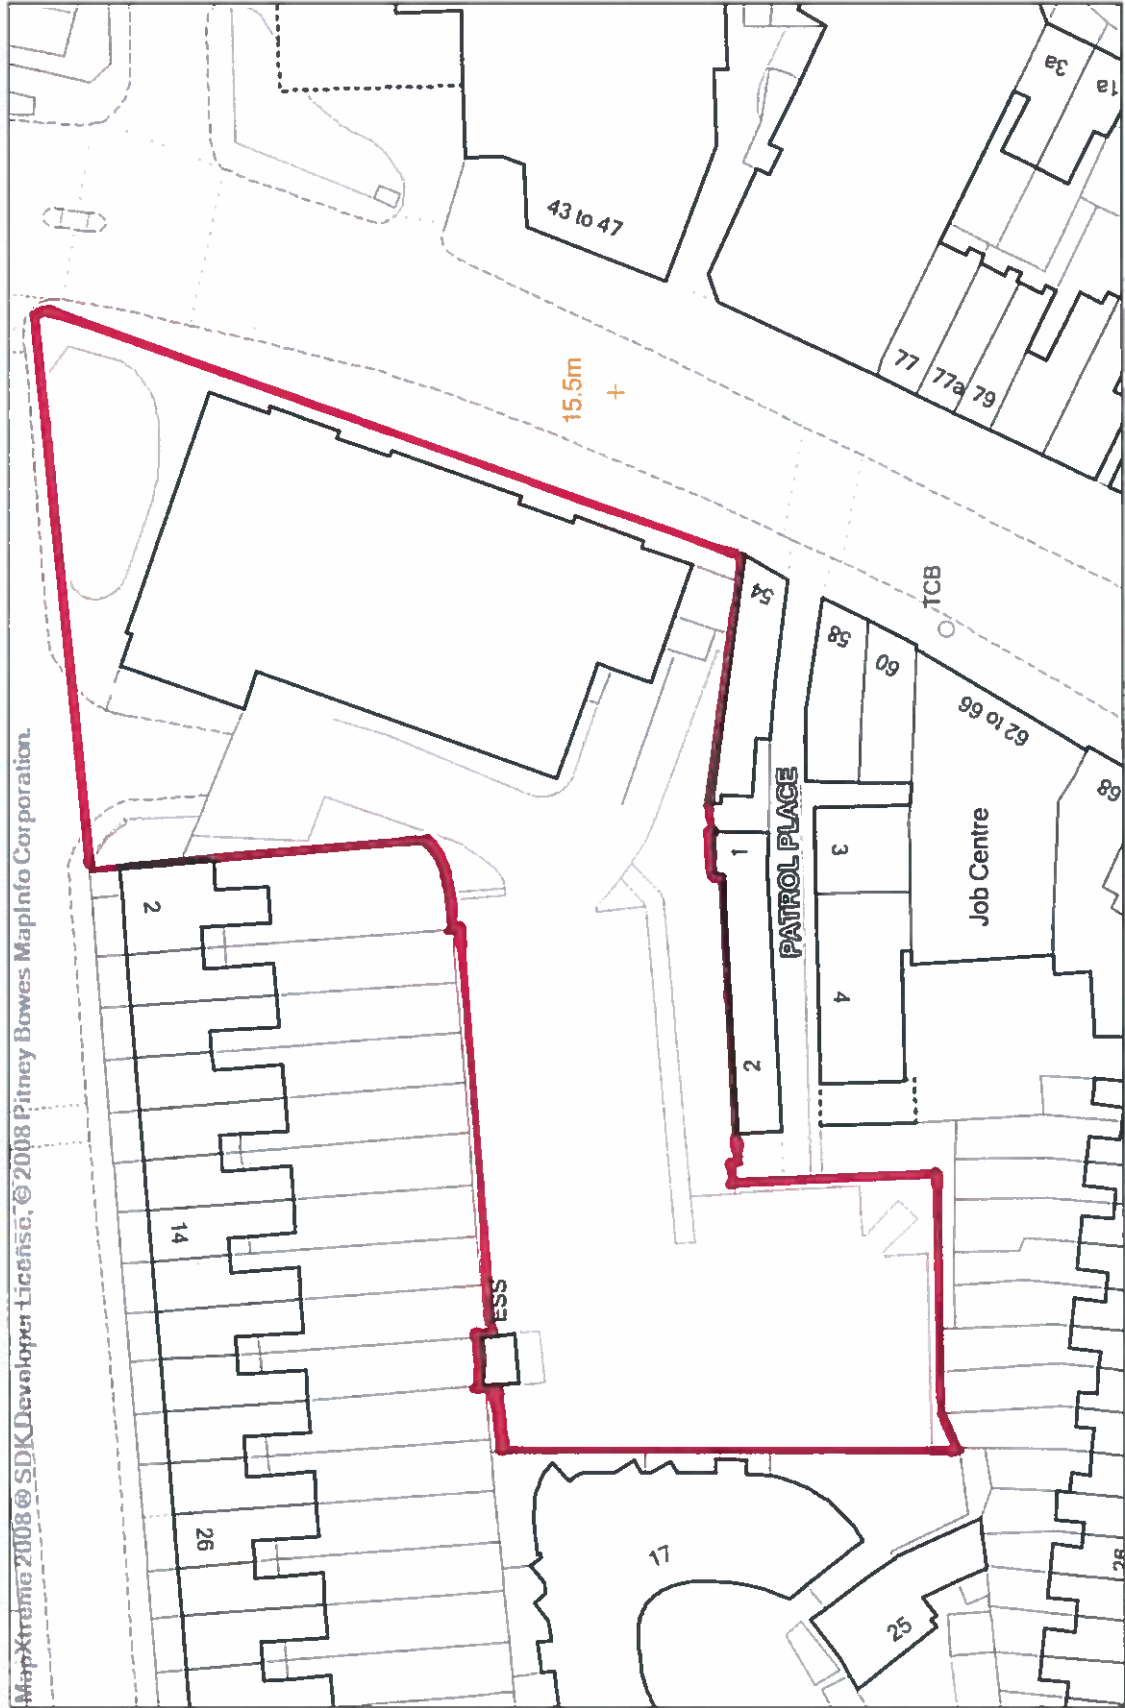 MapXtreme 2008 ® SDK Developer License. © 2008 Pitney Bowes MapInfo Corporation.
3a
1a
43 to 47
77
77a
79
15.5m
54
TCB
58
60
62 to 66
68
PATROL PLACE
1
3
Job Centre
2
4
2
14
ESS
26
17
25